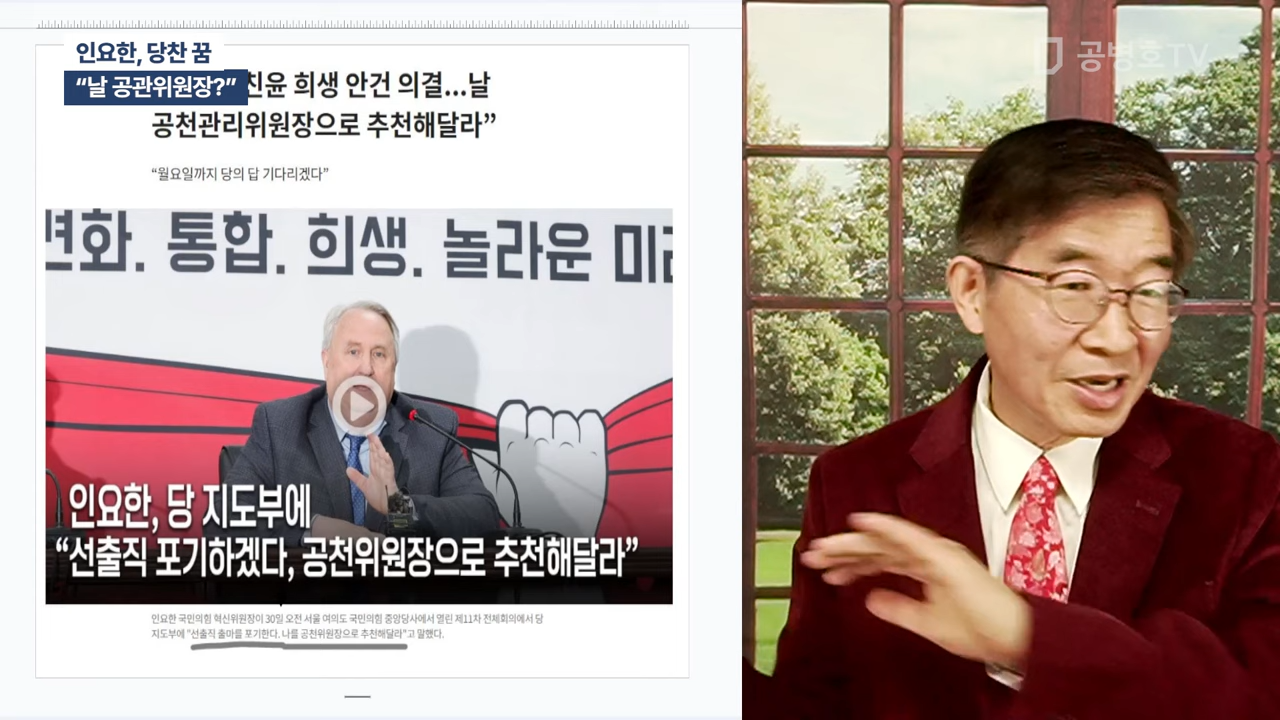 인요한, 당찬 꿈
“날 공관위원장?”
친윤 희생 안건 의결...날
공천관리위원장으로 추천해달라”
“월요일까지 당의 답 기다리겠다”
변화. 통합. 희생. 놀라운 미래
인요한, 당 지도부에
“선출직 포기하겠다, 공천위원장으로 추천해달라”
인요한 국민의힘 혁신위원장이 30일 오전 서울 여의도 국민의힘 중앙당사에서 열린 제11차 전체회의에서 당
지도부에 “선출직 출마를 포기한다. 나를 공천위원장으로 추천해달라”고 말했다.
공병호TV